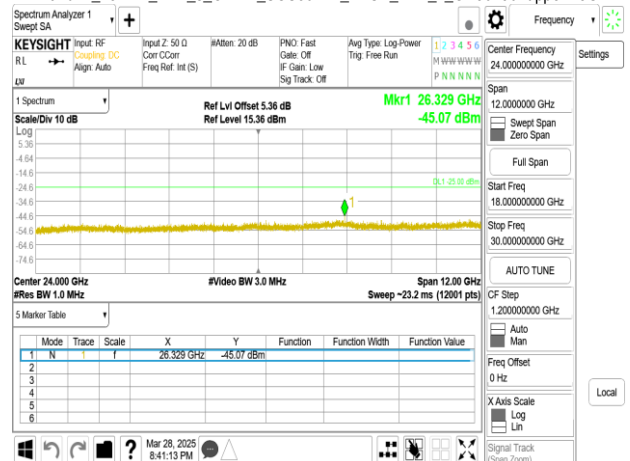 Spectrum Analyzer 1
Swept SA
Frequency
KEYSIGHT
RL
Input: RF
Coupling: DC
Align: Auto
Input Z: 50 Ω
Corr CCorr
Freq Ref: Int (S)
#Atten: 20 dB
PNO: Fast
Gate: Off
IF Gain: Low
Sig Track: Off
Avg Type: Log-Power
Trig: Free Run
1 2 3 4 5 6
M W W W W W
P N N N N N
1 Spectrum
Scale/Div 10 dB
Ref Lvl Offset 5.36 dB
Ref Level 15.36 dBm
Mkr1 26.329 GHz
-45.07 dBm
Log
5.36
-4.64
-14.6
-24.6
-34.6
-44.6
-54.6
-64.6
-74.6
DL1 -25.00 dBm
1
Center 24.000 GHz
#Res BW 1.0 MHz
#Video BW 3.0 MHz
Span 12.00 GHz
Sweep ~23.2 ms (12001 pts)
5 Marker Table
Mode Trace Scale X Y Function Function Width Function Value
1 N 1 f 26.329 GHz -45.07 dBm
2
3
4
5
6
Mar 28, 2025
8:41:13 PM
Center Frequency
24.000000000 GHz
Settings
Span
12.0000000 GHz
Swept Span
Zero Span
Full Span
Start Freq
18.000000000 GHz
Stop Freq
30.000000000 GHz
AUTO TUNE
CF Step
1.200000000 GHz
Auto
Man
Freq Offset
0 Hz
X Axis Scale
Log
Lin
Local
Signal Track
(Span Zoom)